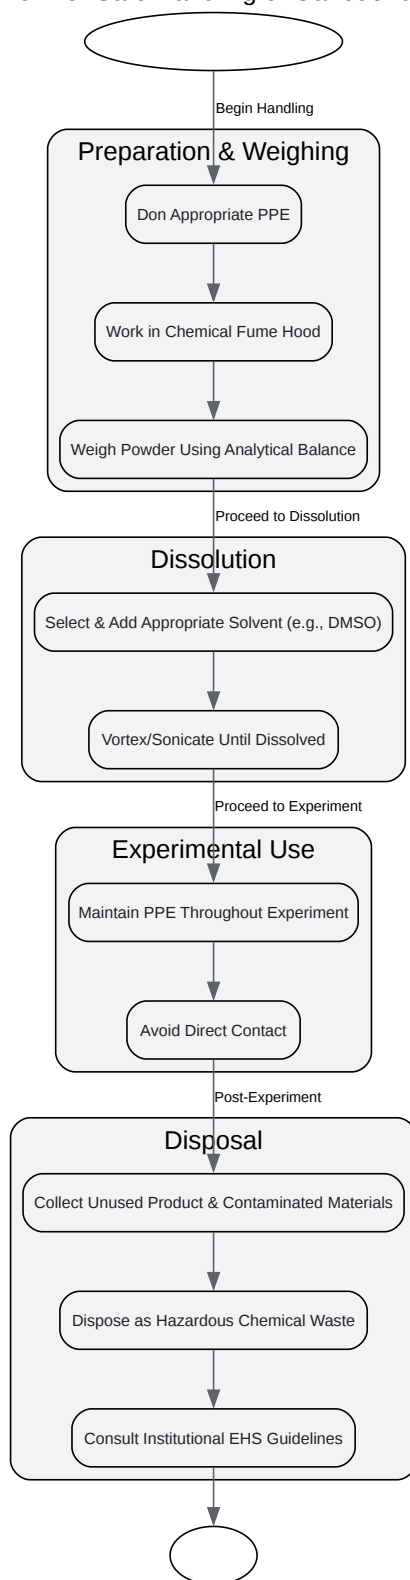 Begin Handling
Preparation & Weighing
Don Appropriate PPE
Work in Chemical Fume Hood
Weigh Powder Using Analytical Balance
Proceed to Dissolution
Dissolution
Select & Add Appropriate Solvent (e.g., DMSO)
Vortex/Sonicate Until Dissolved
Proceed to Experiment
Experimental Use
Maintain PPE Throughout Experiment
Avoid Direct Contact
Post-Experiment
Disposal
Collect Unused Product & Contaminated Materials
Dispose as Hazardous Chemical Waste
Consult Institutional EHS Guidelines